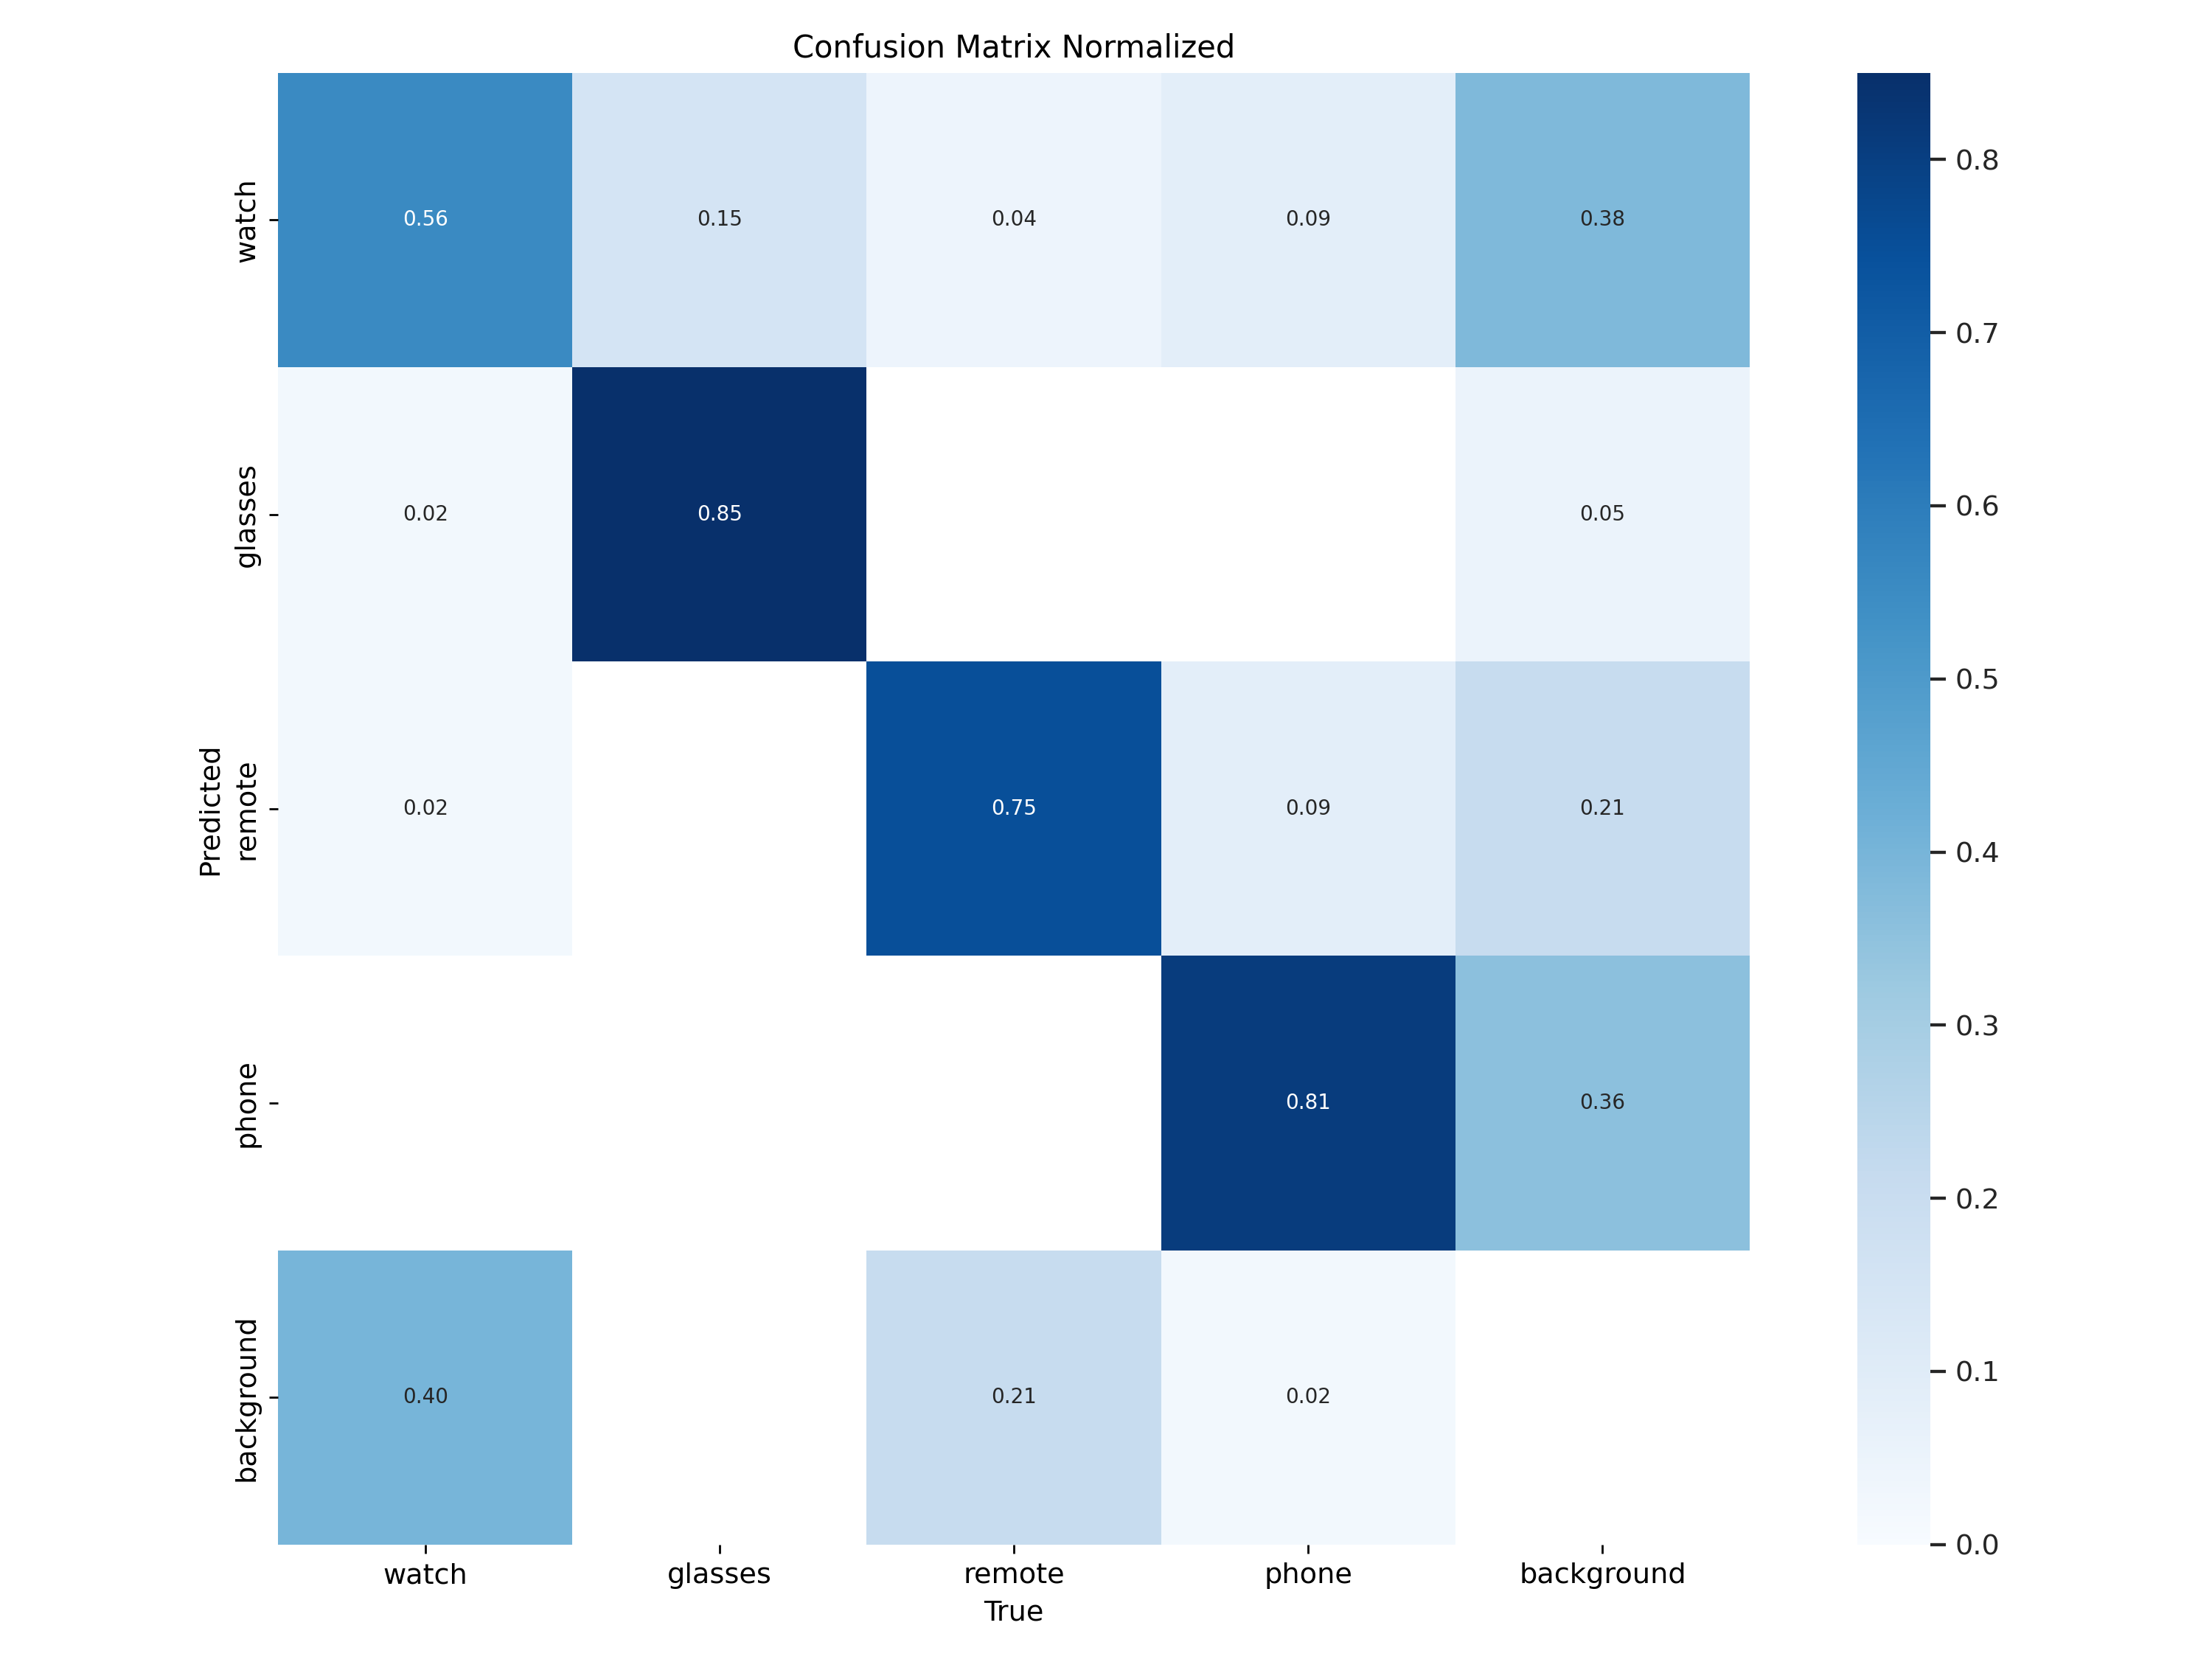 Confusion Matrix Normalized
watch
0.56
0.15
0.04
0.09
0.38
glasses
0.02
0.85
0.05
Predicted
remote
0.02
0.75
0.09
0.21
phone
0.81
0.36
background
0.40
0.21
0.02
watch
glasses
remote
phone
background
True
0.8
0.7
0.6
0.5
0.4
0.3
0.2
0.1
0.0